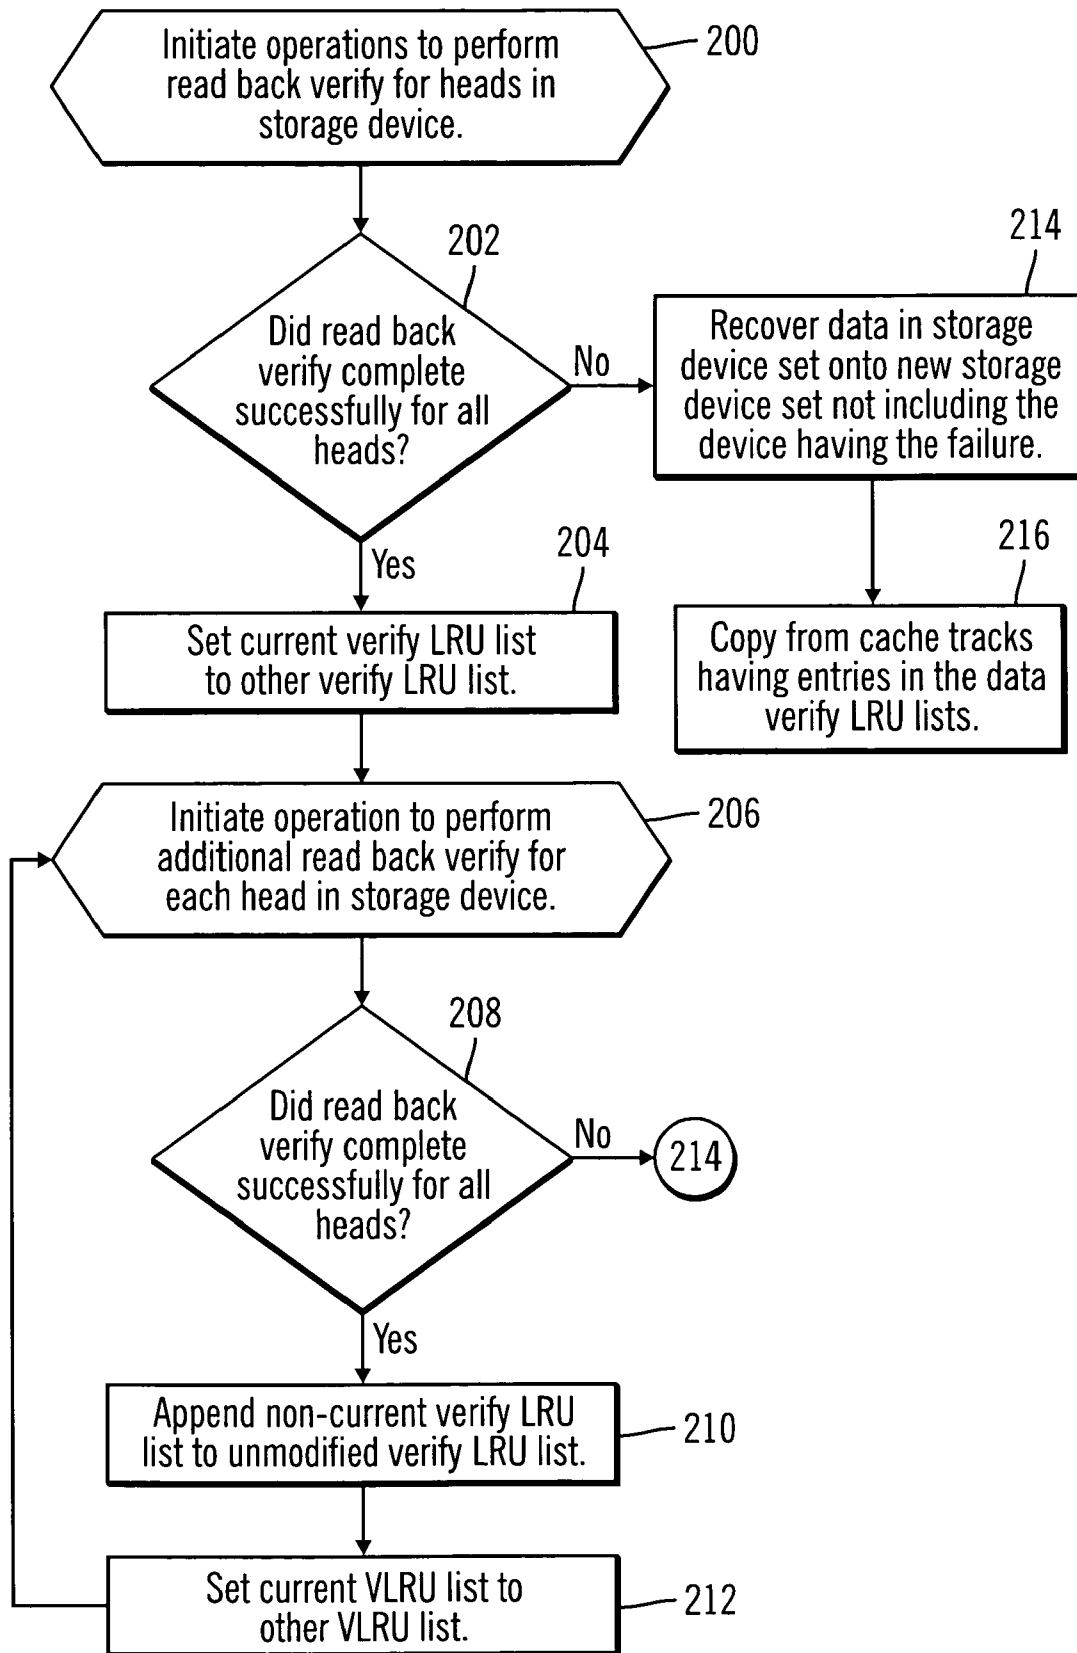 Initiate operations to perform
read back verify for heads in
storage device.
200
202
Did read back
verify complete
successfully for all
heads?
No
214
Recover data in storage
device set onto new storage
device set not including the
device having the failure.
Yes
204
Set current verify LRU list
to other verify LRU list.
216
Copy from cache tracks
having entries in the data
verify LRU lists.
Initiate operation to perform
additional read back verify for
each head in storage device.
206
208
Did read back
verify complete
successfully for all
heads?
No
214
Yes
Append non-current verify LRU
list to unmodified verify LRU list.
210
Set current VLRU list to
other VLRU list.
212